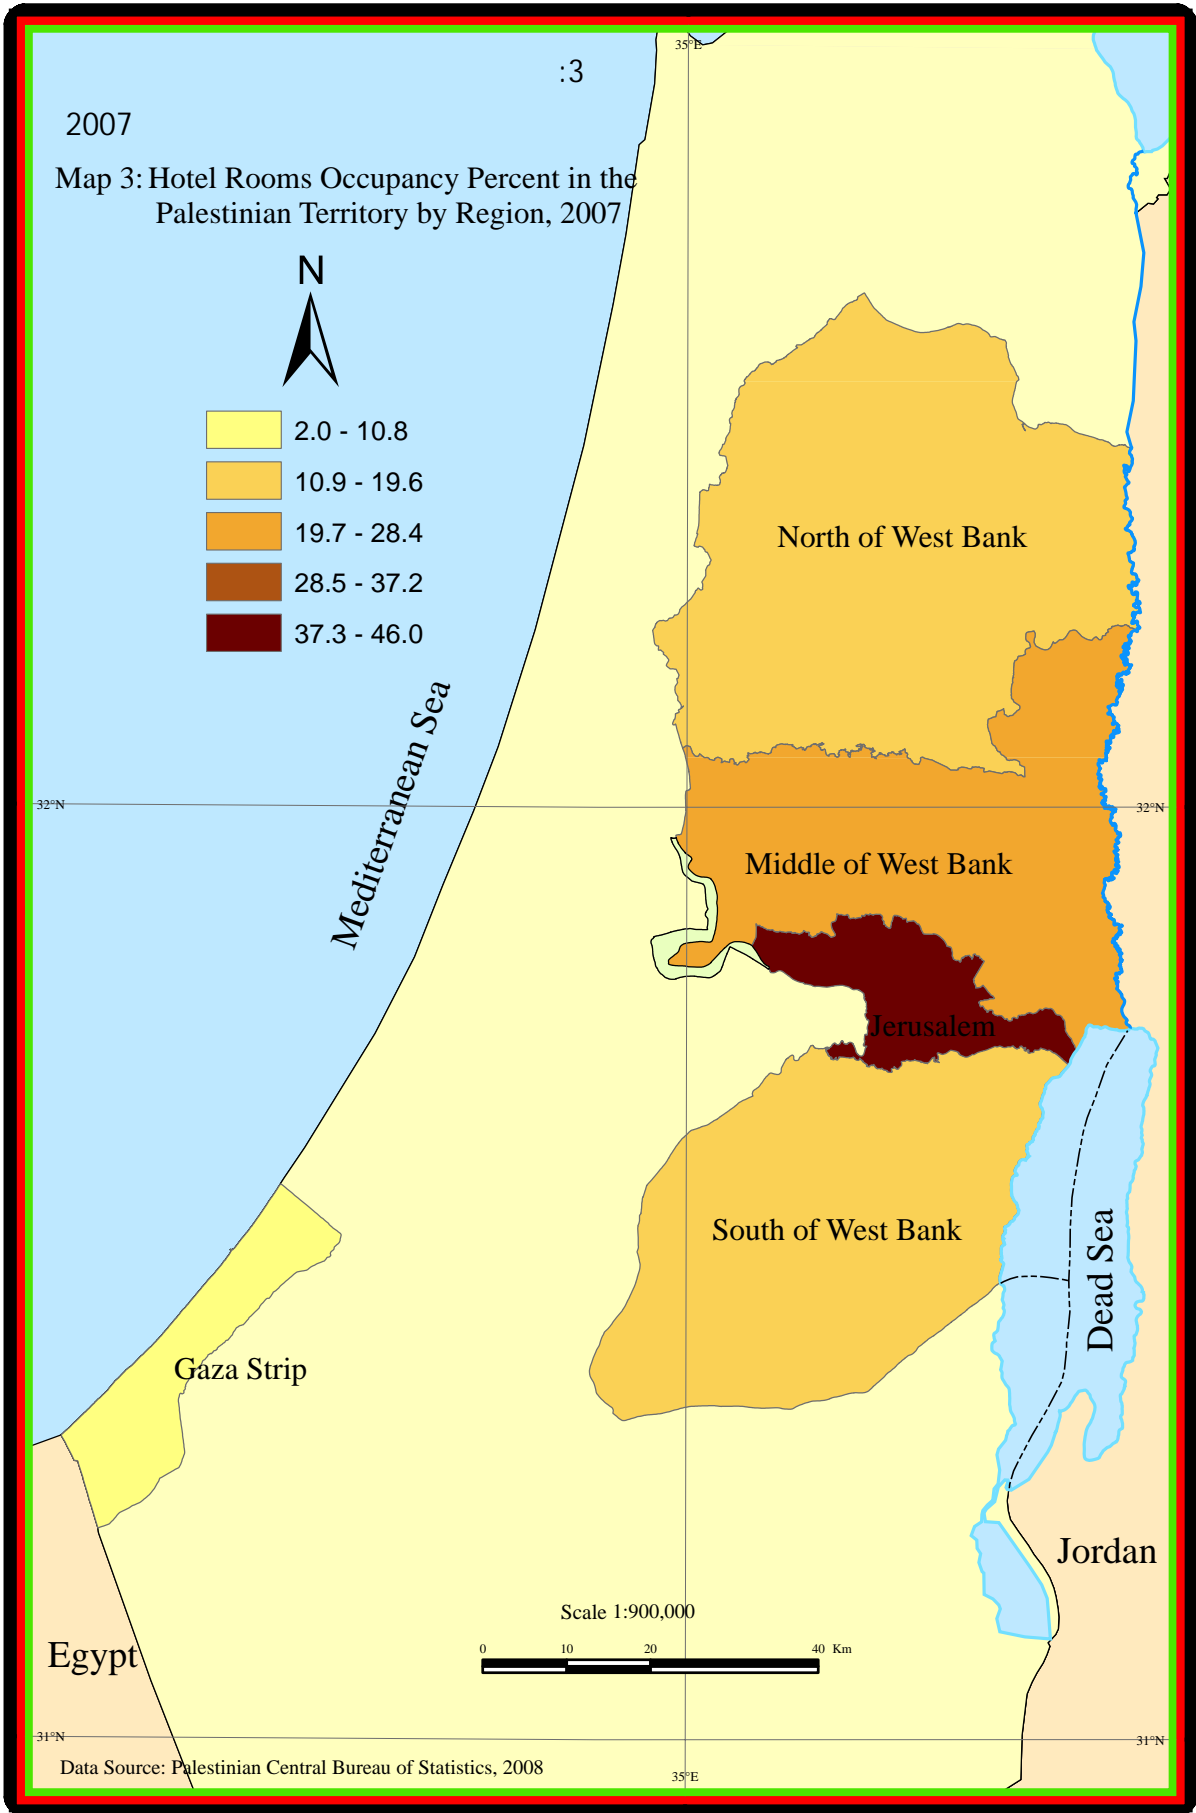 35°E
:3
2007
Map 3: Hotel Rooms Occupancy Percent in the
Palestinian Territory by Region, 2007
N
2.0 - 10.8
10.9 - 19.6
19.7 - 28.4
28.5 - 37.2
37.3 - 46.0
North of West Bank
Mediterranean Sea
32°N
32°N
Middle of West Bank
Jerusalem
South of West Bank
Dead Sea
Gaza Strip
Jordan
Scale 1:900,000
0 10 20 40 Km
Egypt
31°N
31°N
Data Source: Palestinian Central Bureau of Statistics, 2008
35°E